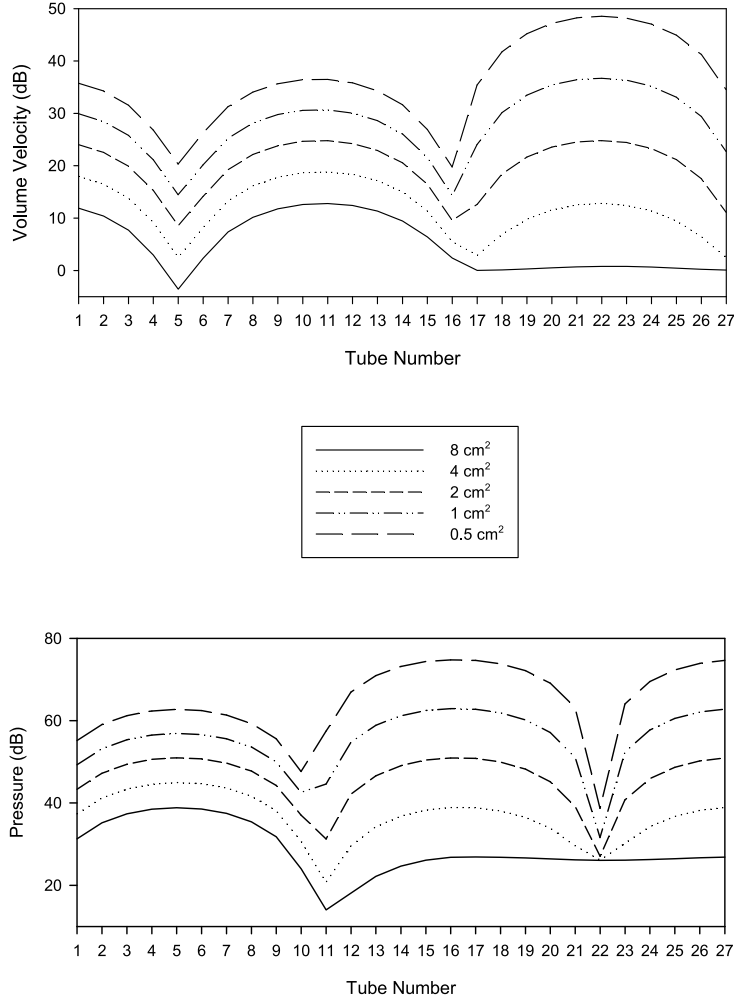 50
40
30
20
10
0
Volume Velocity (dB)
1 2 3 4 5 6 7 8 9 10 11 12 13 14 15 16 17 18 19 20 21 22 23 24 25 26 27
Tube Number
8 cm²
4 cm²
2 cm²
1 cm²
0.5 cm²
80
60
40
20
Pressure (dB)
1 2 3 4 5 6 7 8 9 10 11 12 13 14 15 16 17 18 19 20 21 22 23 24 25 26 27
Tube Number